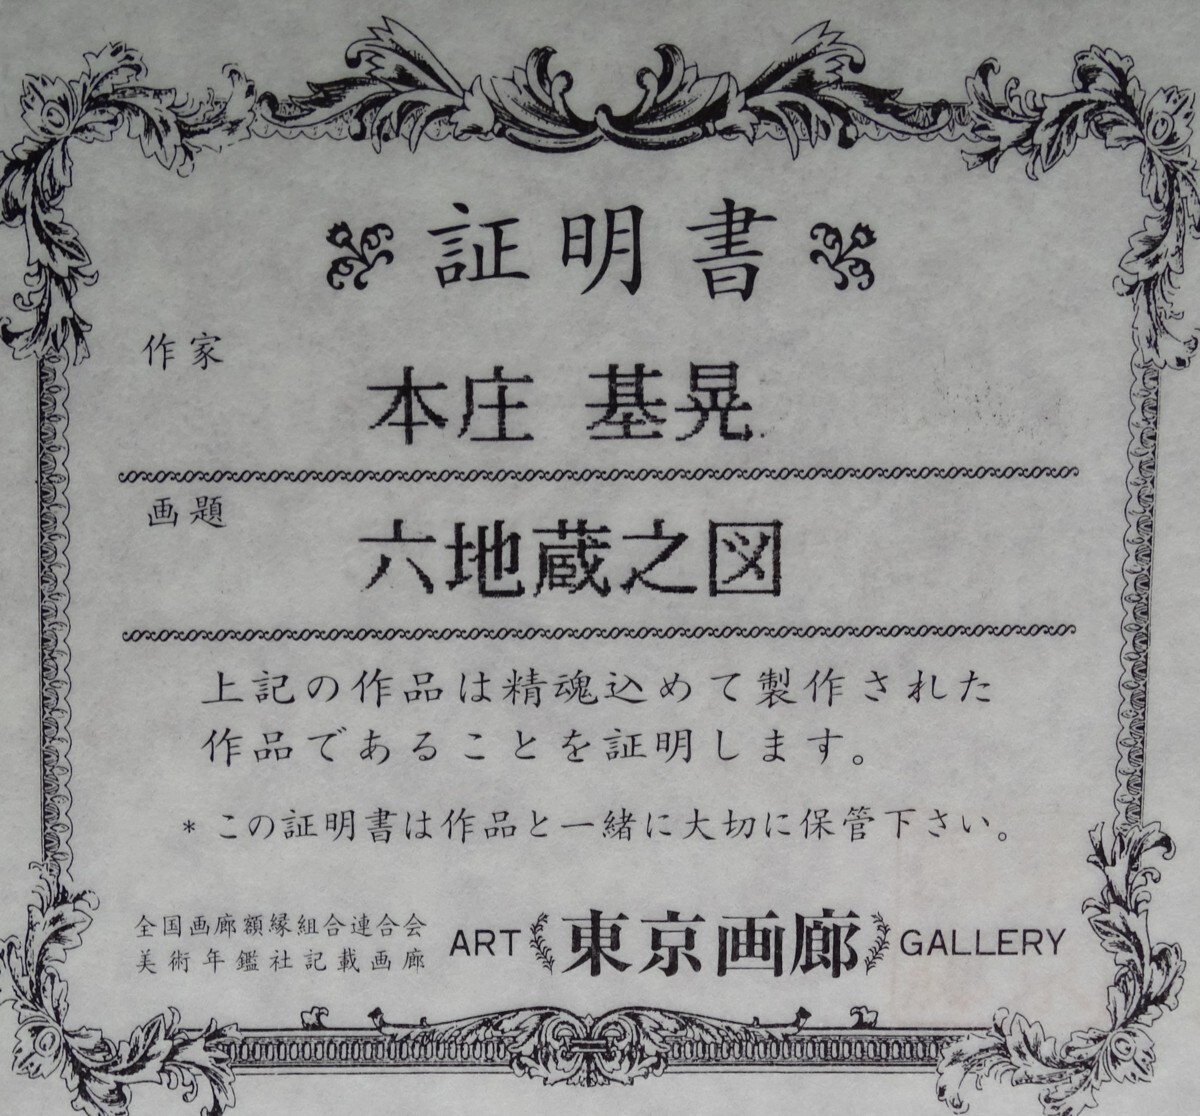 証明書
作家
本庄 基晃
画題
六地蔵之図
上記の作品は精魂込めて製作された
作品であることを証明します。
* この証明書は作品と一緒に大切に保管下さい。
全国画廊額縁組合連合会
美術年鑑社記載画廊
ART 東京画廊 GALLERY